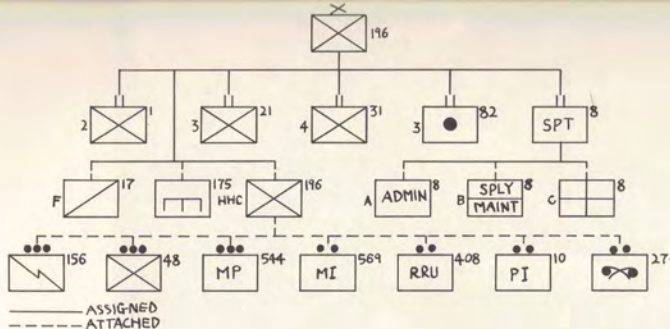 196
2 1 3 21 4 31 3 82 SPT 8
F 17 175 HHC 196 A ADMIN 8 B SPLY MAINT 8 C 8
156 48 MP 544 MI 569 RRU 408 PI 10 27
ASSIGNED
ATTACHED